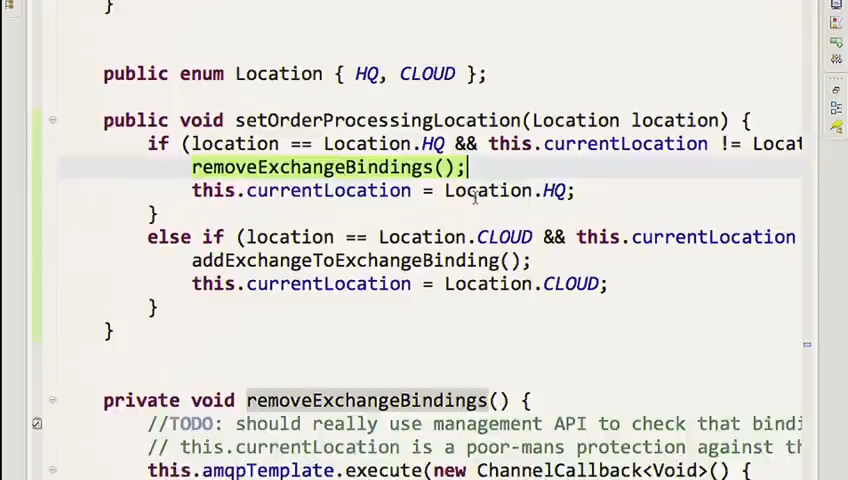 }
public enum Location { HQ, CLOUD };
public void setOrderProcessingLocation(Location location) {
if (location == Location.HQ && this.currentLocation != Locat
removeExchangeBindings();
this.currentLocation = Location.HQ;
}
else if (location == Location.CLOUD && this.currentLocation
addExchangeToExchangeBinding();
this.currentLocation = Location.CLOUD;
}
}
private void removeExchangeBindings() {
//TODO: should really use management API to check that bindi
// this.currentLocation is a poor-mans protection against th
this.amqpTemplate.execute(new ChannelCallback<Void>() {